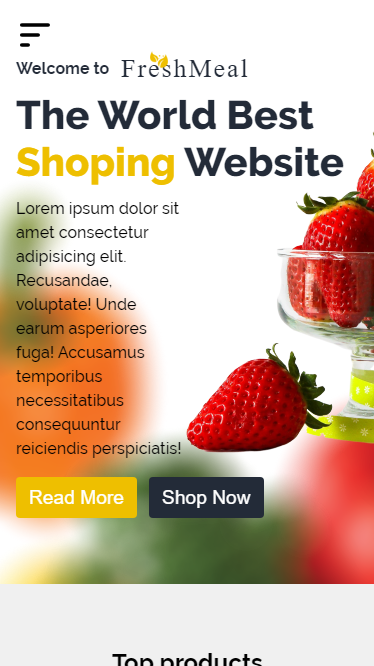 Welcome to FreshMeal
The World Best
Shoping Website
Lorem ipsum dolor sit
amet consectetur
adipisicing elit.
Recusandae,
voluptate! Unde
earum asperiores
fuga! Accusamus
temporibus
necessitatibus
consequuntur
reiciendis perspiciatis!
Read More Shop Now
Top products